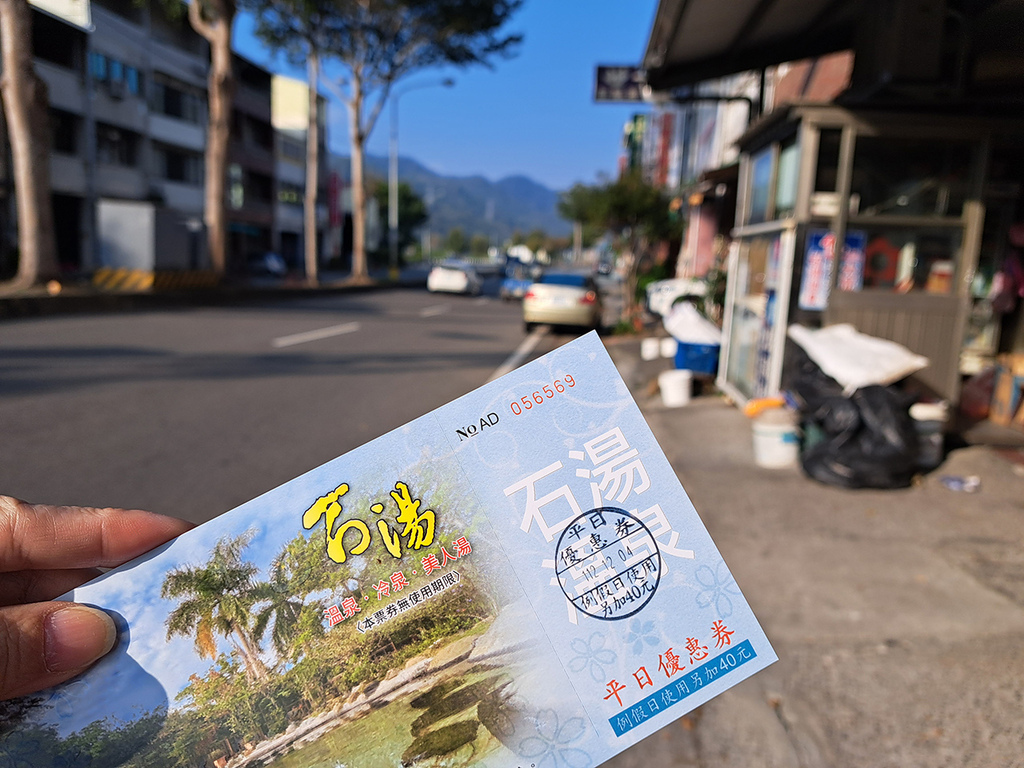 No AD 056569
石湯
溫泉．冷泉．美人湯
《本票券無使用期限》
石湯
溫泉
平日
優惠券
112.12.04
例假日使用
另加40元
平日優惠券
例假日使用另加40元